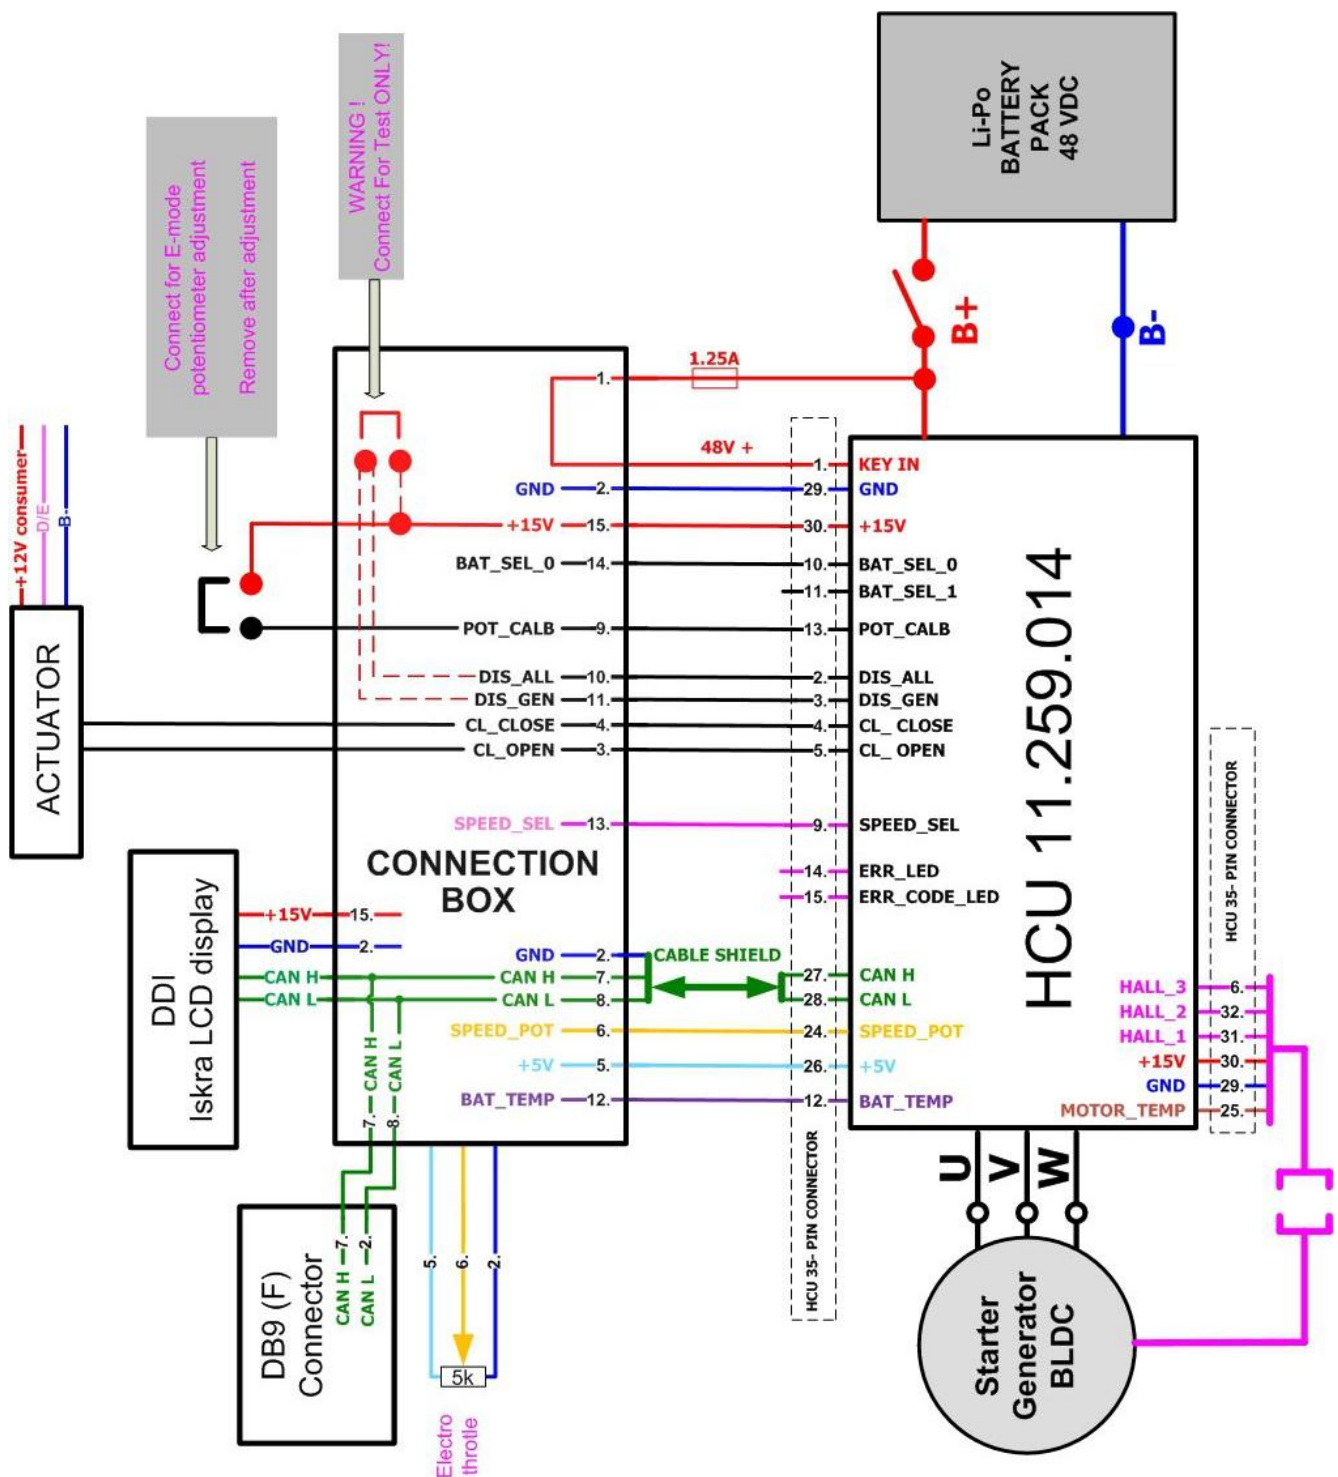 Li-Po
BATTERY
PACK
48 VDC
WARNING !
Connect For Test ONLY!
Connect for E-mode
potentiometer adjustment
Remove after adjustment
B+
B-
1.25A
1.
48V +
1.
KEY IN
GND
2.
29.
GND
+15V
15.
30.
+15V
BAT_SEL_0
14.
10.
BAT_SEL_0
11.
BAT_SEL_1
POT_CALB
9.
13.
POT_CALB
DIS_ALL
10.
2.
DIS_ALL
DIS_GEN
11.
3.
DIS_GEN
CL_CLOSE
4.
4.
CL_ CLOSE
CL_OPEN
3.
5.
CL_ OPEN
SPEED_SEL
13.
9.
SPEED_SEL
CONNECTION
BOX
14.
ERR_LED
15.
ERR_CODE_LED
GND
2.
CABLE SHIELD
CAN H
7.
27.
CAN H
CAN L
8.
28.
CAN L
SPEED_POT
6.
24.
SPEED_POT
+5V
5.
26.
+5V
BAT_TEMP
12.
12.
BAT_TEMP
HCU 35- PIN CONNECTOR
HCU 11.259.014
HCU 35- PIN CONNECTOR
HALL_3
6.
HALL_2
32.
HALL_1
31.
+15V
30.
GND
29.
MOTOR_TEMP
25.
U
V
W
Starter
Generator
BLDC
+12V consumer
D/E
B-
ACTUATOR
DDI
Iskra LCD display
+15V
15.
GND
2.
CAN H
CAN L
7.
CAN H
8.
CAN L
DB9 (F)
Connector
CAN H
7.
CAN L
2.
5.
6.
2.
5k
Electro
throtle